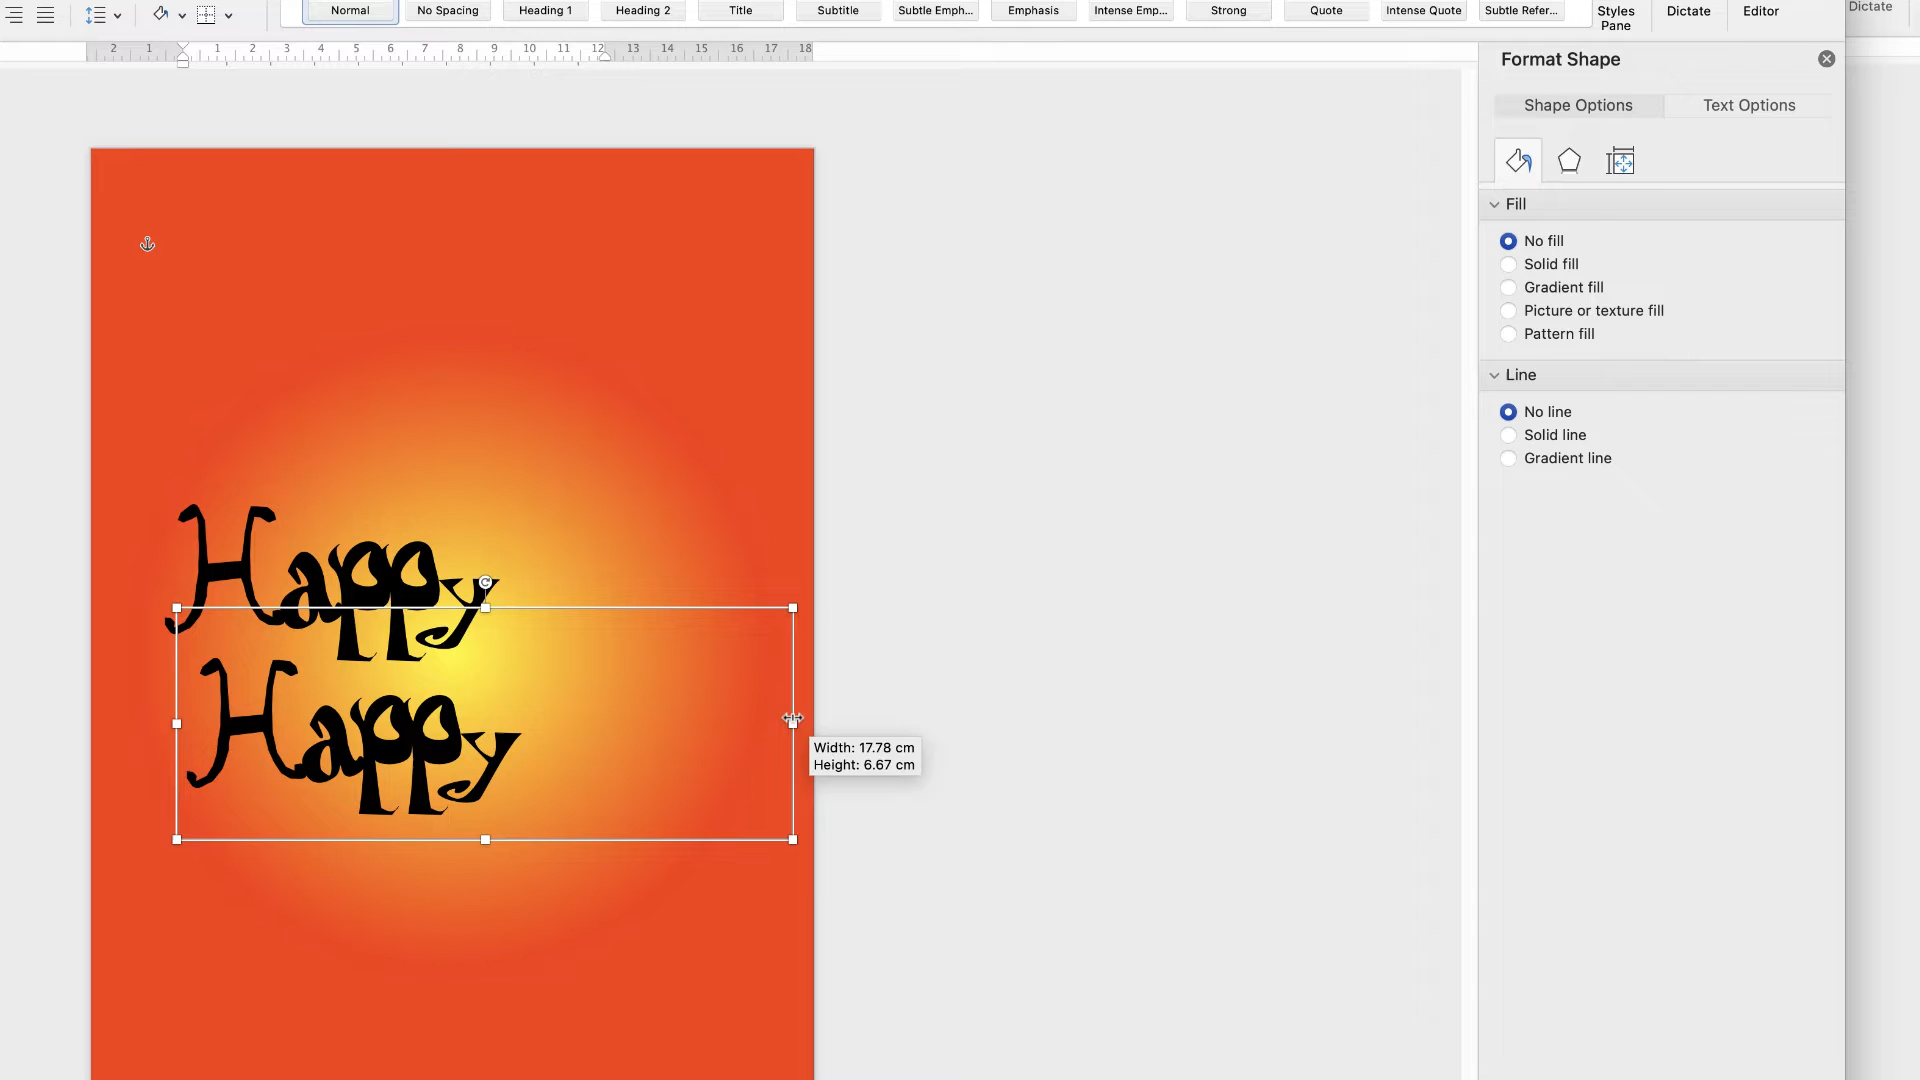 Normal No Spacing Heading 1 Heading 2 Title Subtitle Subtle Emph... Emphasis Intense Emp... Strong Quote Intense Quote Subtle Refer... Styles Pane Dictate Editor Dictate
2 1 1 2 3 4 5 6 7 8 9 10 11 12 13 14 15 16 17 18
Format Shape
Shape Options Text Options
Fill
No fill
Solid fill
Gradient fill
Picture or texture fill
Pattern fill
Line
No line
Solid line
Gradient line
Happy
Happy
Width: 17.78 cm
Height: 6.67 cm